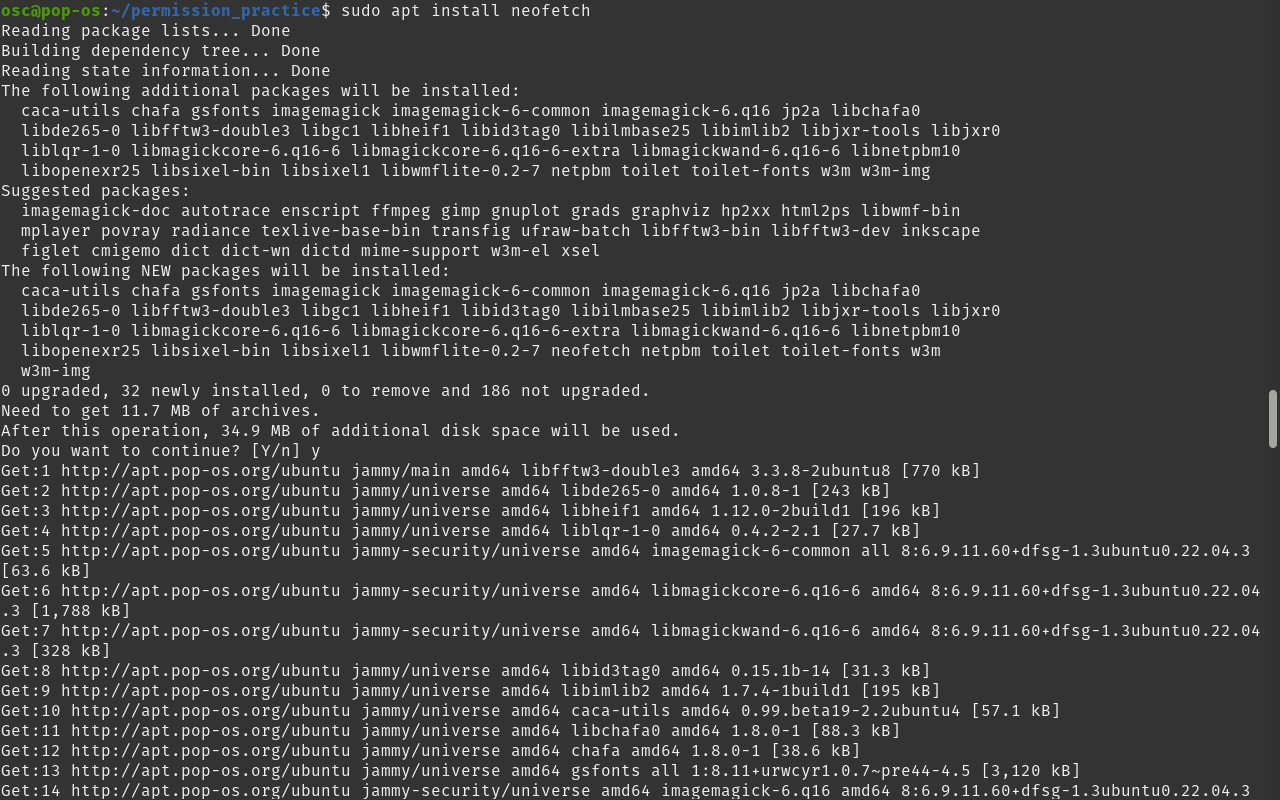 osc@pop-os:~/permission_practice$ sudo apt install neofetch
Reading package lists... Done
Building dependency tree... Done
Reading state information... Done
The following additional packages will be installed:
  caca-utils chafa gsfonts imagemagick imagemagick-6-common imagemagick-6.q16 jp2a libchafa0
  libde265-0 libfftw3-double3 libgc1 libheif1 libid3tag0 libilmbase25 libimlib2 libjxr-tools libjxr0
  liblqr-1-0 libmagickcore-6.q16-6 libmagickcore-6.q16-6-extra libmagickwand-6.q16-6 libnetpbm10
  libopenexr25 libsixel-bin libsixel1 libwmflite-0.2-7 netpbm toilet toilet-fonts w3m w3m-img
Suggested packages:
  imagemagick-doc autotrace enscript ffmpeg gimp gnuplot grads graphviz hp2xx html2ps libwmf-bin
  mplayer povray radiance texlive-base-bin transfig ufraw-batch libfftw3-bin libfftw3-dev inkscape
  figlet cmigemo dict dict-wn dictd mime-support w3m-el xsel
The following NEW packages will be installed:
  caca-utils chafa gsfonts imagemagick imagemagick-6-common imagemagick-6.q16 jp2a libchafa0
  libde265-0 libfftw3-double3 libgc1 libheif1 libid3tag0 libilmbase25 libimlib2 libjxr-tools libjxr0
  liblqr-1-0 libmagickcore-6.q16-6 libmagickcore-6.q16-6-extra libmagickwand-6.q16-6 libnetpbm10
  libopenexr25 libsixel-bin libsixel1 libwmflite-0.2-7 neofetch netpbm toilet toilet-fonts w3m
  w3m-img
0 upgraded, 32 newly installed, 0 to remove and 186 not upgraded.
Need to get 11.7 MB of archives.
After this operation, 34.9 MB of additional disk space will be used.
Do you want to continue? [Y/n] y
Get:1 http://apt.pop-os.org/ubuntu jammy/main amd64 libfftw3-double3 amd64 3.3.8-2ubuntu8 [770 kB]
Get:2 http://apt.pop-os.org/ubuntu jammy/universe amd64 libde265-0 amd64 1.0.8-1 [243 kB]
Get:3 http://apt.pop-os.org/ubuntu jammy/universe amd64 libheif1 amd64 1.12.0-2build1 [196 kB]
Get:4 http://apt.pop-os.org/ubuntu jammy/universe amd64 liblqr-1-0 amd64 0.4.2-2.1 [27.7 kB]
Get:5 http://apt.pop-os.org/ubuntu jammy-security/universe amd64 imagemagick-6-common all 8:6.9.11.60+dfsg-1.3ubuntu0.22.04.3
[63.6 kB]
Get:6 http://apt.pop-os.org/ubuntu jammy-security/universe amd64 libmagickcore-6.q16-6 amd64 8:6.9.11.60+dfsg-1.3ubuntu0.22.04
.3 [1,788 kB]
Get:7 http://apt.pop-os.org/ubuntu jammy-security/universe amd64 libmagickwand-6.q16-6 amd64 8:6.9.11.60+dfsg-1.3ubuntu0.22.04
.3 [328 kB]
Get:8 http://apt.pop-os.org/ubuntu jammy/universe amd64 libid3tag0 amd64 0.15.1b-14 [31.3 kB]
Get:9 http://apt.pop-os.org/ubuntu jammy/universe amd64 libimlib2 amd64 1.7.4-1build1 [195 kB]
Get:10 http://apt.pop-os.org/ubuntu jammy/universe amd64 caca-utils amd64 0.99.beta19-2.2ubuntu4 [57.1 kB]
Get:11 http://apt.pop-os.org/ubuntu jammy/universe amd64 libchafa0 amd64 1.8.0-1 [88.3 kB]
Get:12 http://apt.pop-os.org/ubuntu jammy/universe amd64 chafa amd64 1.8.0-1 [38.6 kB]
Get:13 http://apt.pop-os.org/ubuntu jammy/universe amd64 gsfonts all 1:8.11+urwcyr1.0.7~pre44-4.5 [3,120 kB]
Get:14 http://apt.pop-os.org/ubuntu jammy-security/universe amd64 imagemagick-6.q16 amd64 8:6.9.11.60+dfsg-1.3ubuntu0.22.04.3